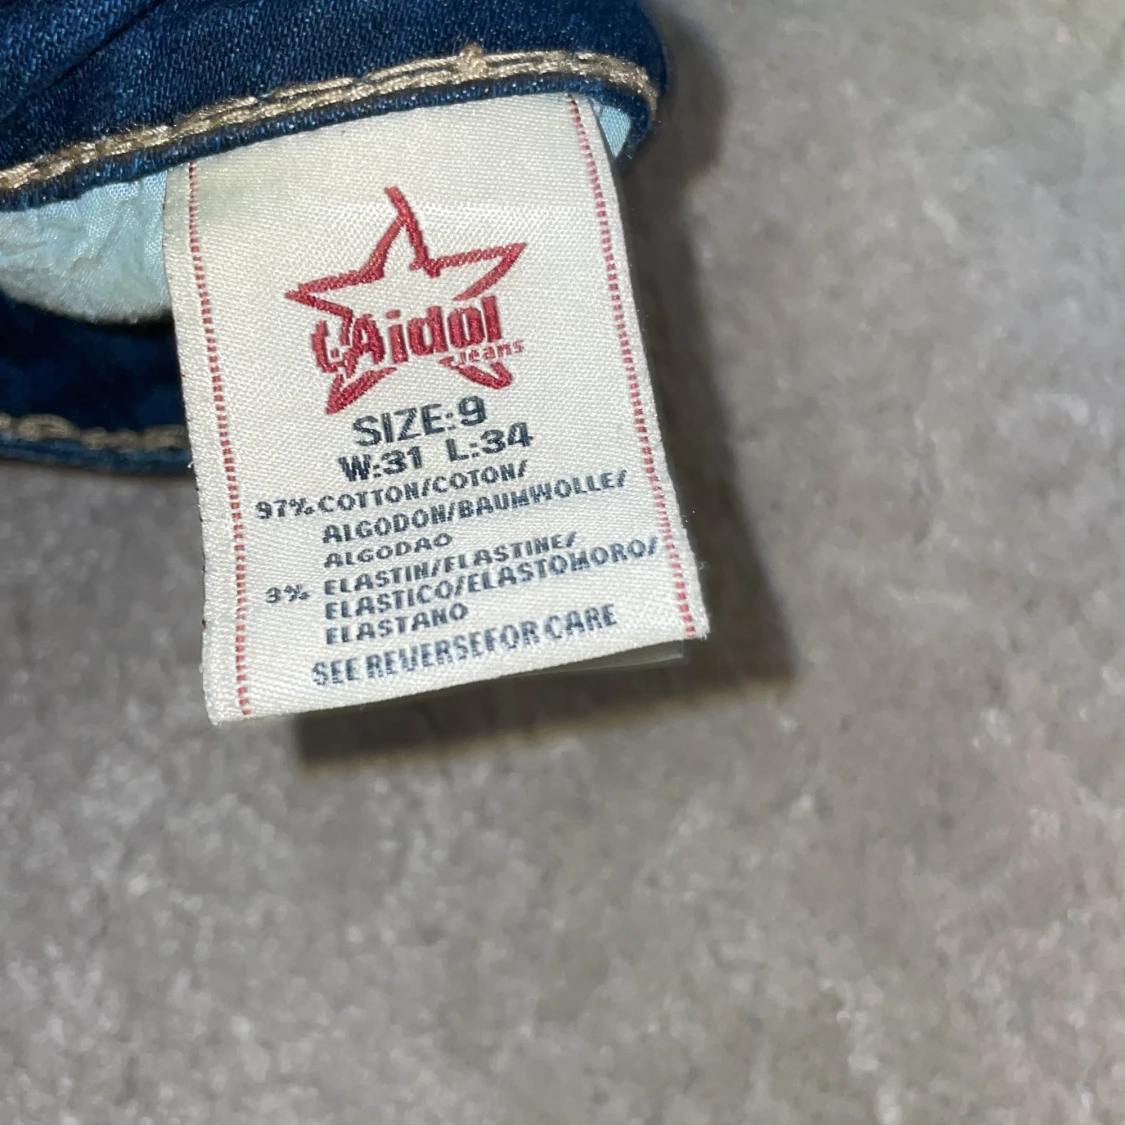 L'Aidol
Jeans
SIZE:9
W:31 L:34
97% COTTON/COTON/
ALGODON/BAUMWOLLE/
ALGODAO
3% ELASTIN/ELASTINE/
ELASTICO/ELASTOMORO/
ELASTANO
SEE REVERSEFOR CARE